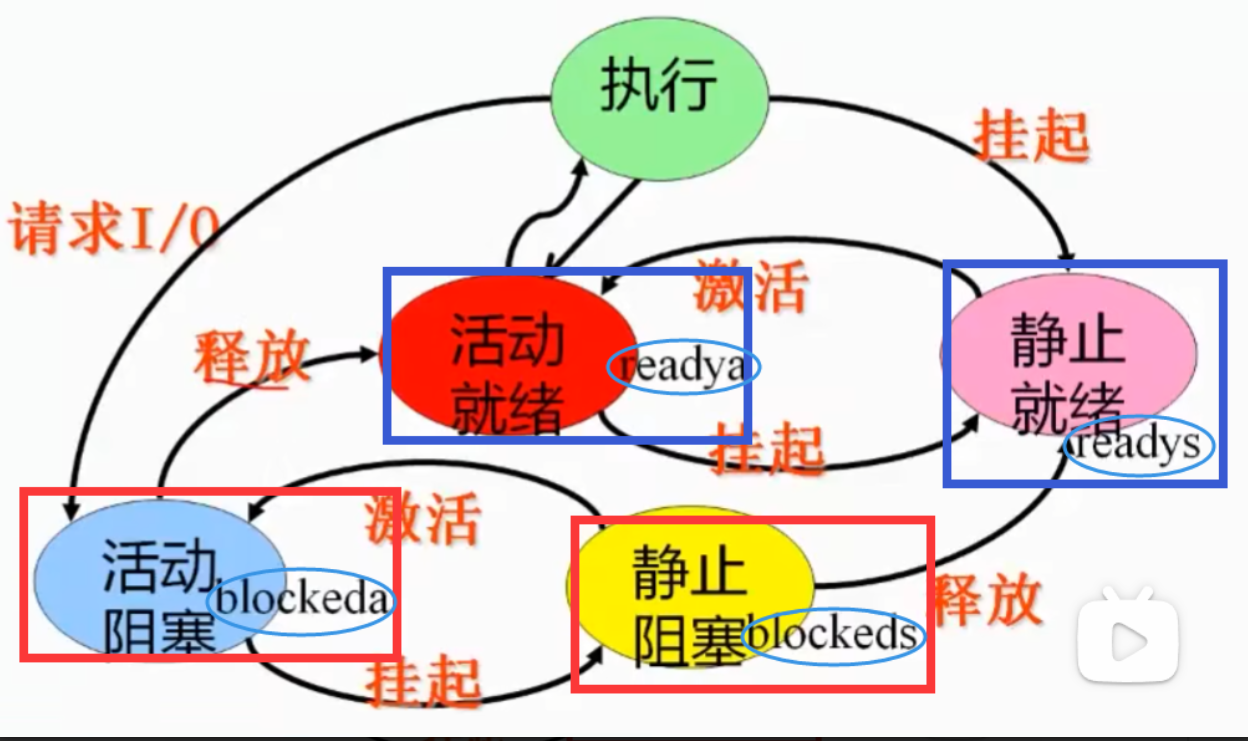 执行
挂起
请求I/O
激活
释放
活动
就绪
readya
静止
就绪
readys
挂起
激活
活动
阻塞
blockeda
静止
阻塞
blockeds
释放
挂起